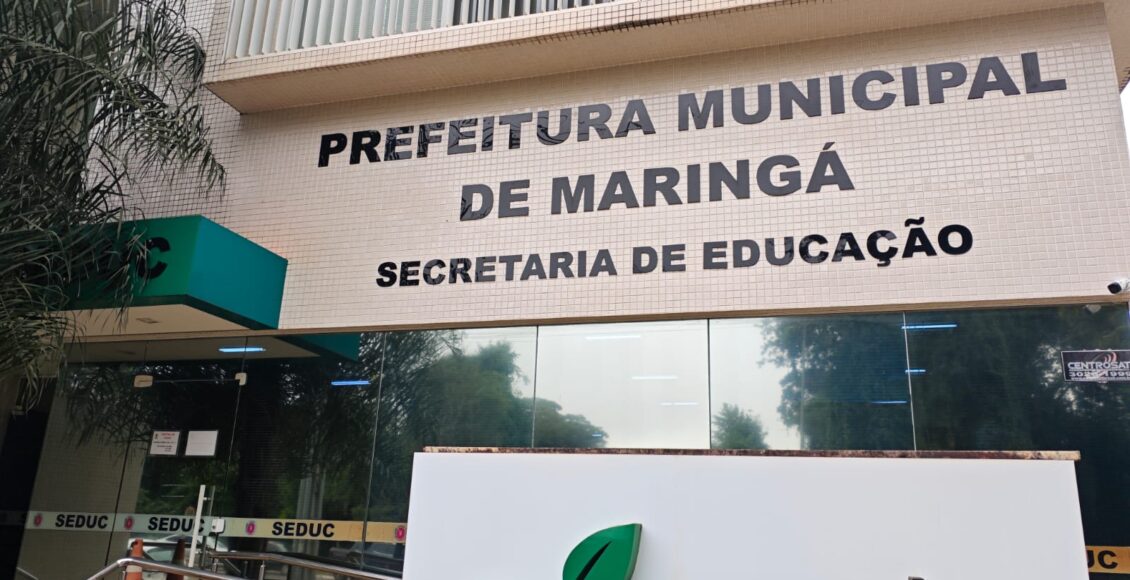 PREFEITURA MUNICIPAL
DE MARINGÁ
SECRETARIA DE EDUCAÇÃO
SEDUC SEDUC SEDUC
CENTROSAT